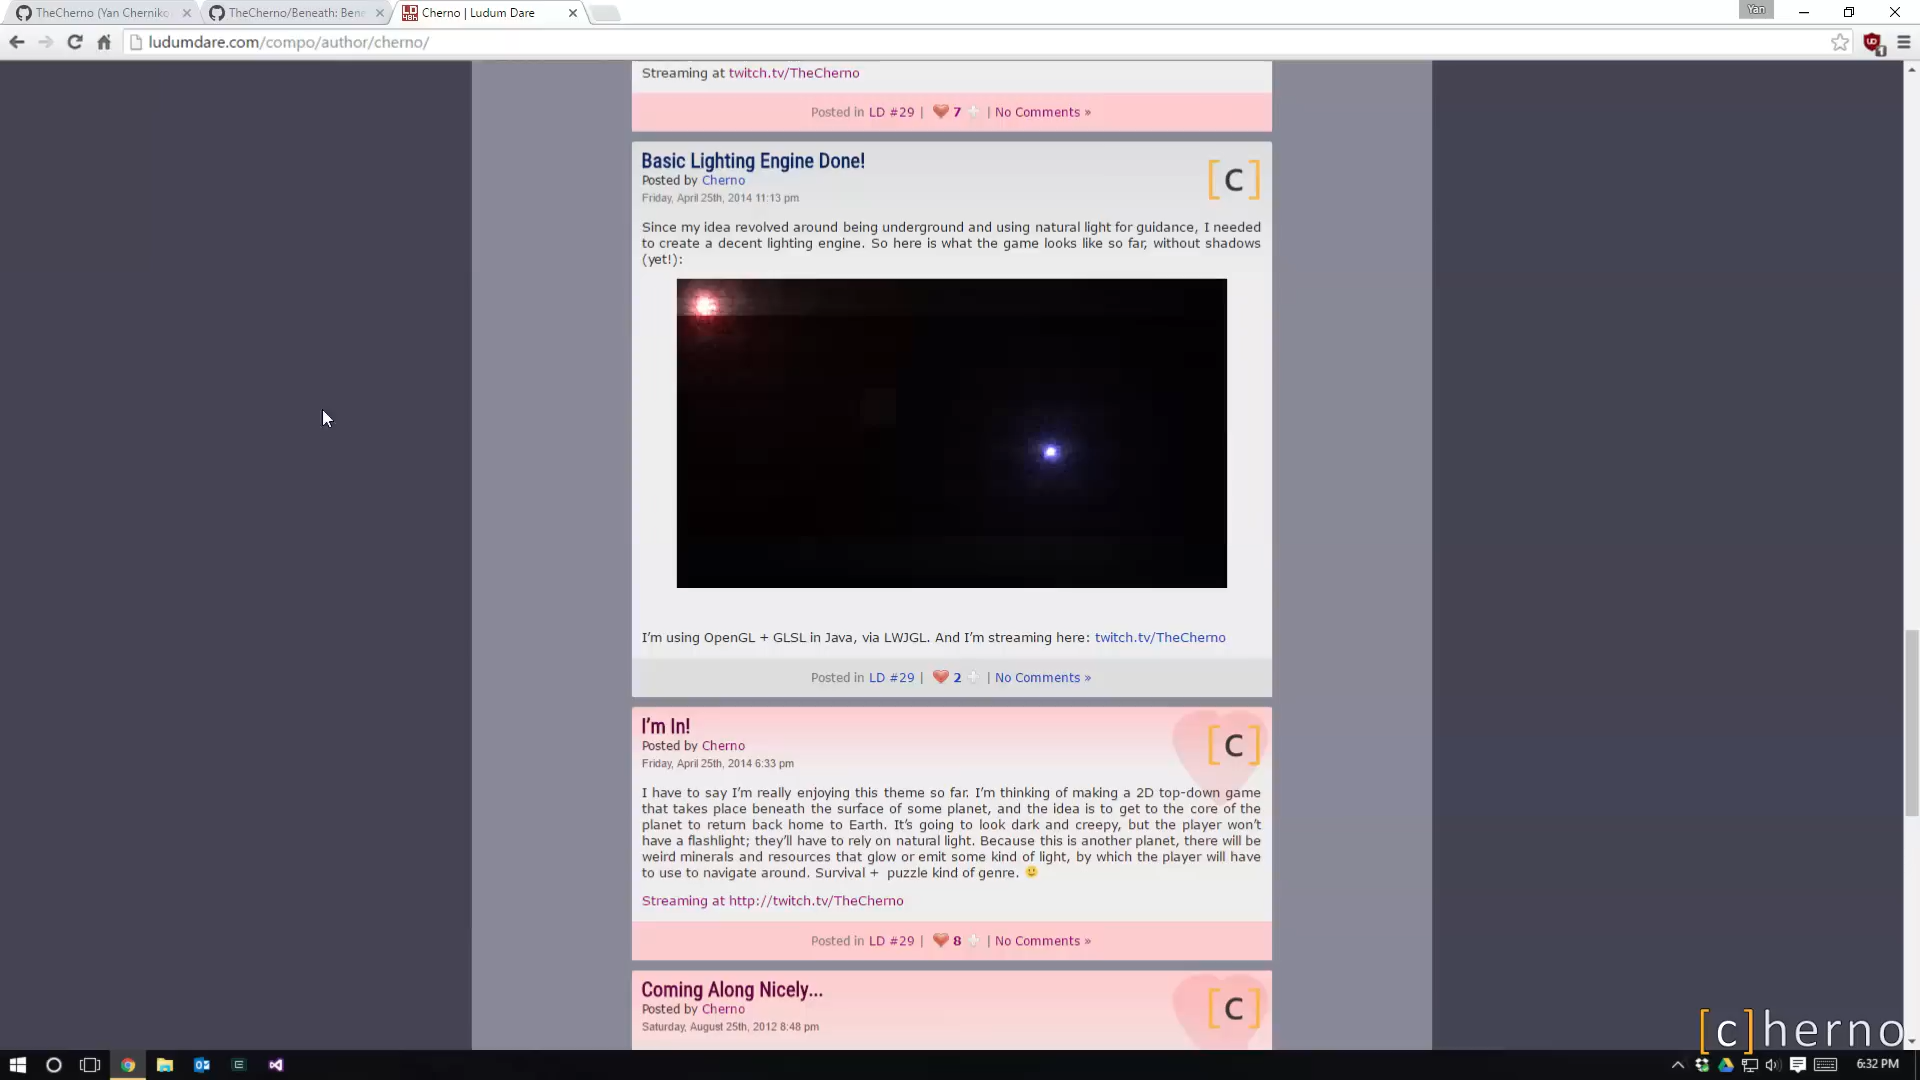 TheCherno (Yan Cherniko
TheCherno/Beneath: Ben
Cherno | Ludum Dare
Yan
ludumdare.com/compo/author/cherno/
Streaming at twitch.tv/TheCherno
Posted in LD #29 | 7 | No Comments »
Basic Lighting Engine Done!
Posted by Cherno
Friday, April 25th, 2014 11:13 pm
[C]
Since my idea revolved around being underground and using natural light for guidance, I needed
to create a decent lighting engine. So here is what the game looks like so far, without shadows
(yet!):
I'm using OpenGL + GLSL in Java, via LWJGL. And I'm streaming here: twitch.tv/TheCherno
Posted in LD #29 | 2 | No Comments »
I'm In!
Posted by Cherno
Friday, April 25th, 2014 6:33 pm
[C]
I have to say I'm really enjoying this theme so far. I'm thinking of making a 2D top-down game
that takes place beneath the surface of some planet, and the idea is to get to the core of the
planet to return back home to Earth. It's going to look dark and creepy, but the player won't
have a flashlight; they'll have to rely on natural light. Because this is another planet, there will be
weird minerals and resources that glow or emit some kind of light, by which the player will have
to use to navigate around. Survival + puzzle kind of genre.
Streaming at http://twitch.tv/TheCherno
Posted in LD #29 | 8 | No Comments »
Coming Along Nicely...
Posted by Cherno
Saturday, August 25th, 2012 8:48 pm
[C]
[c]herno
6:32 PM